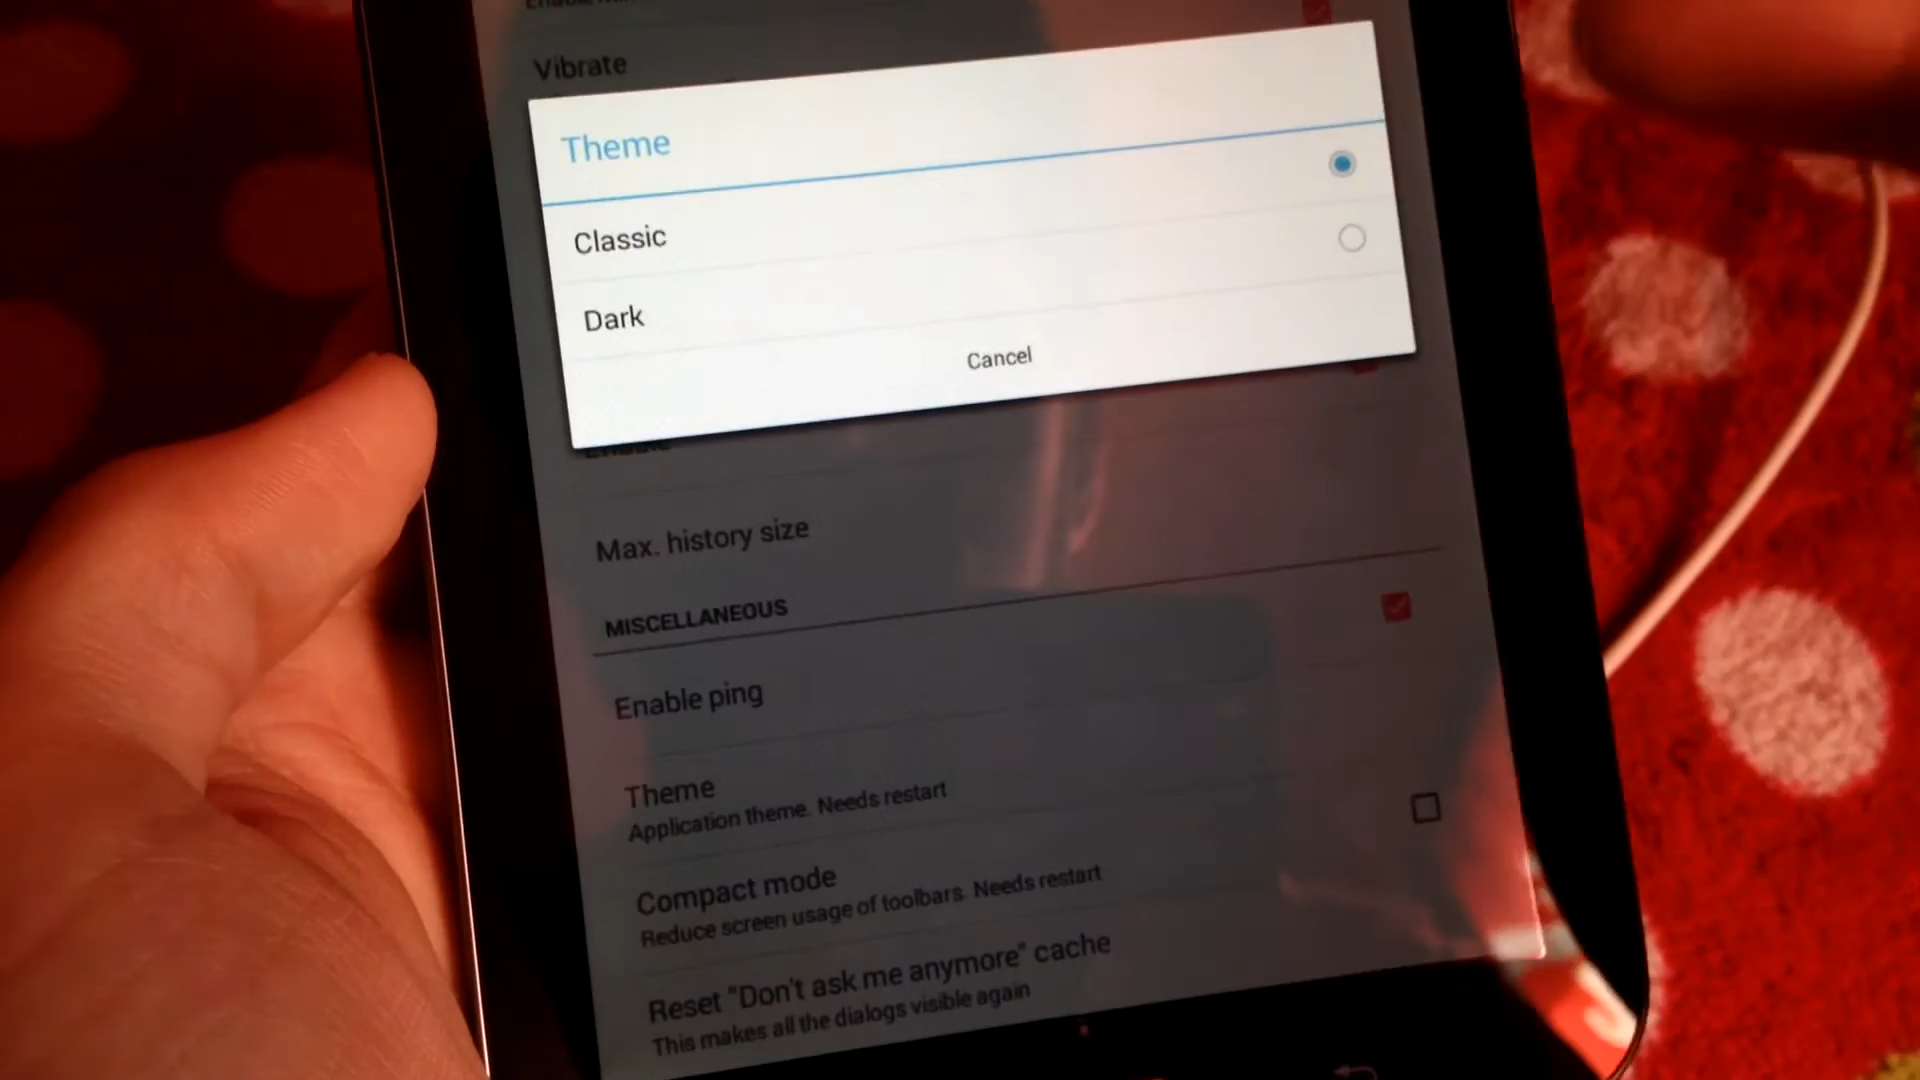 Vibrate
Theme
Classic
Dark
Cancel
Max. history size
MISCELLANEOUS
Enable ping
Theme
Application theme. Needs restart
Compact mode
Reduce screen usage of toolbars. Needs restart
Reset "Don't ask me anymore" cache
This makes all the dialogs visible again